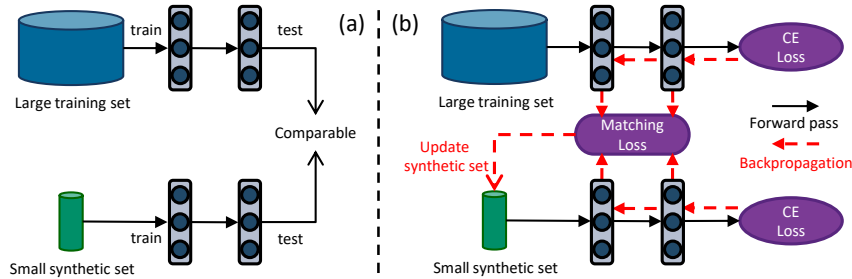 (a)
train
test
Large training set
Comparable
train
test
Small synthetic set
(b)
CE
Loss
Large training set
Matching
Loss
Forward pass
Update
synthetic set
Backpropagation
CE
Loss
Small synthetic set